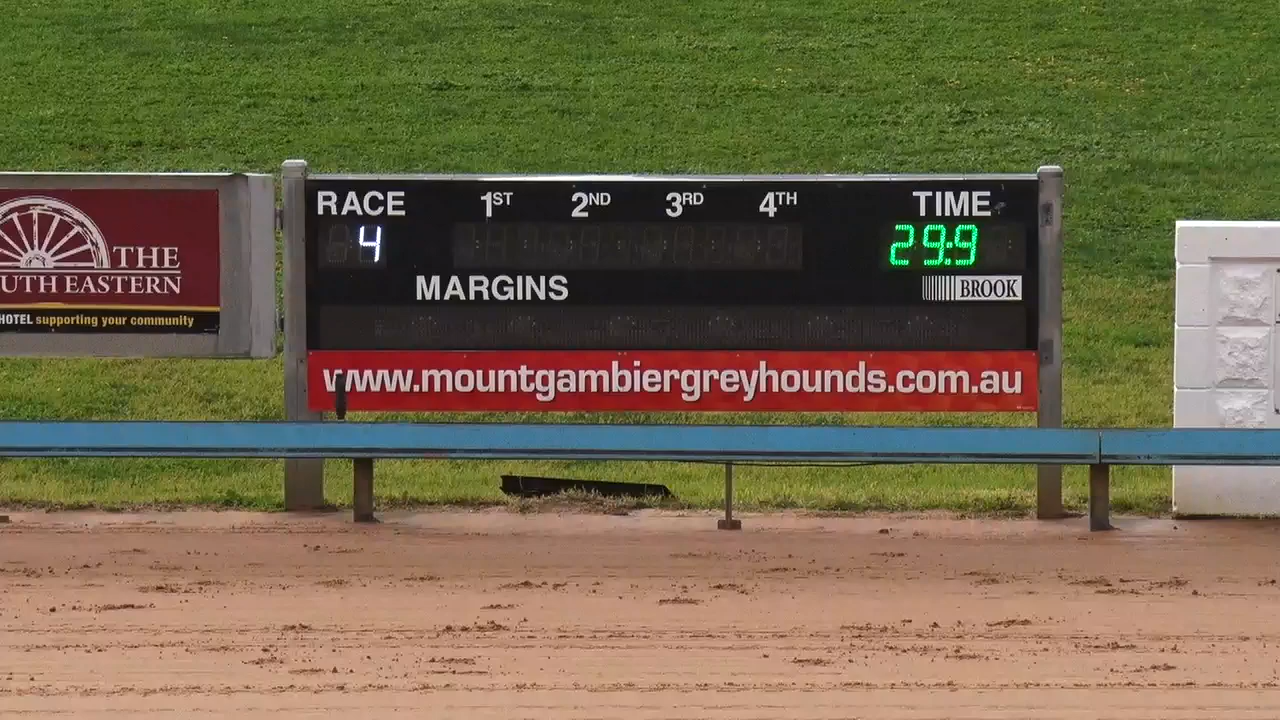 THE
OUTH EASTERN
HOTEL supporting your community
RACE 1ST 2ND 3RD 4TH TIME
4 29:9
MARGINS
BROOK
www.mountgambiergreyhounds.com.au